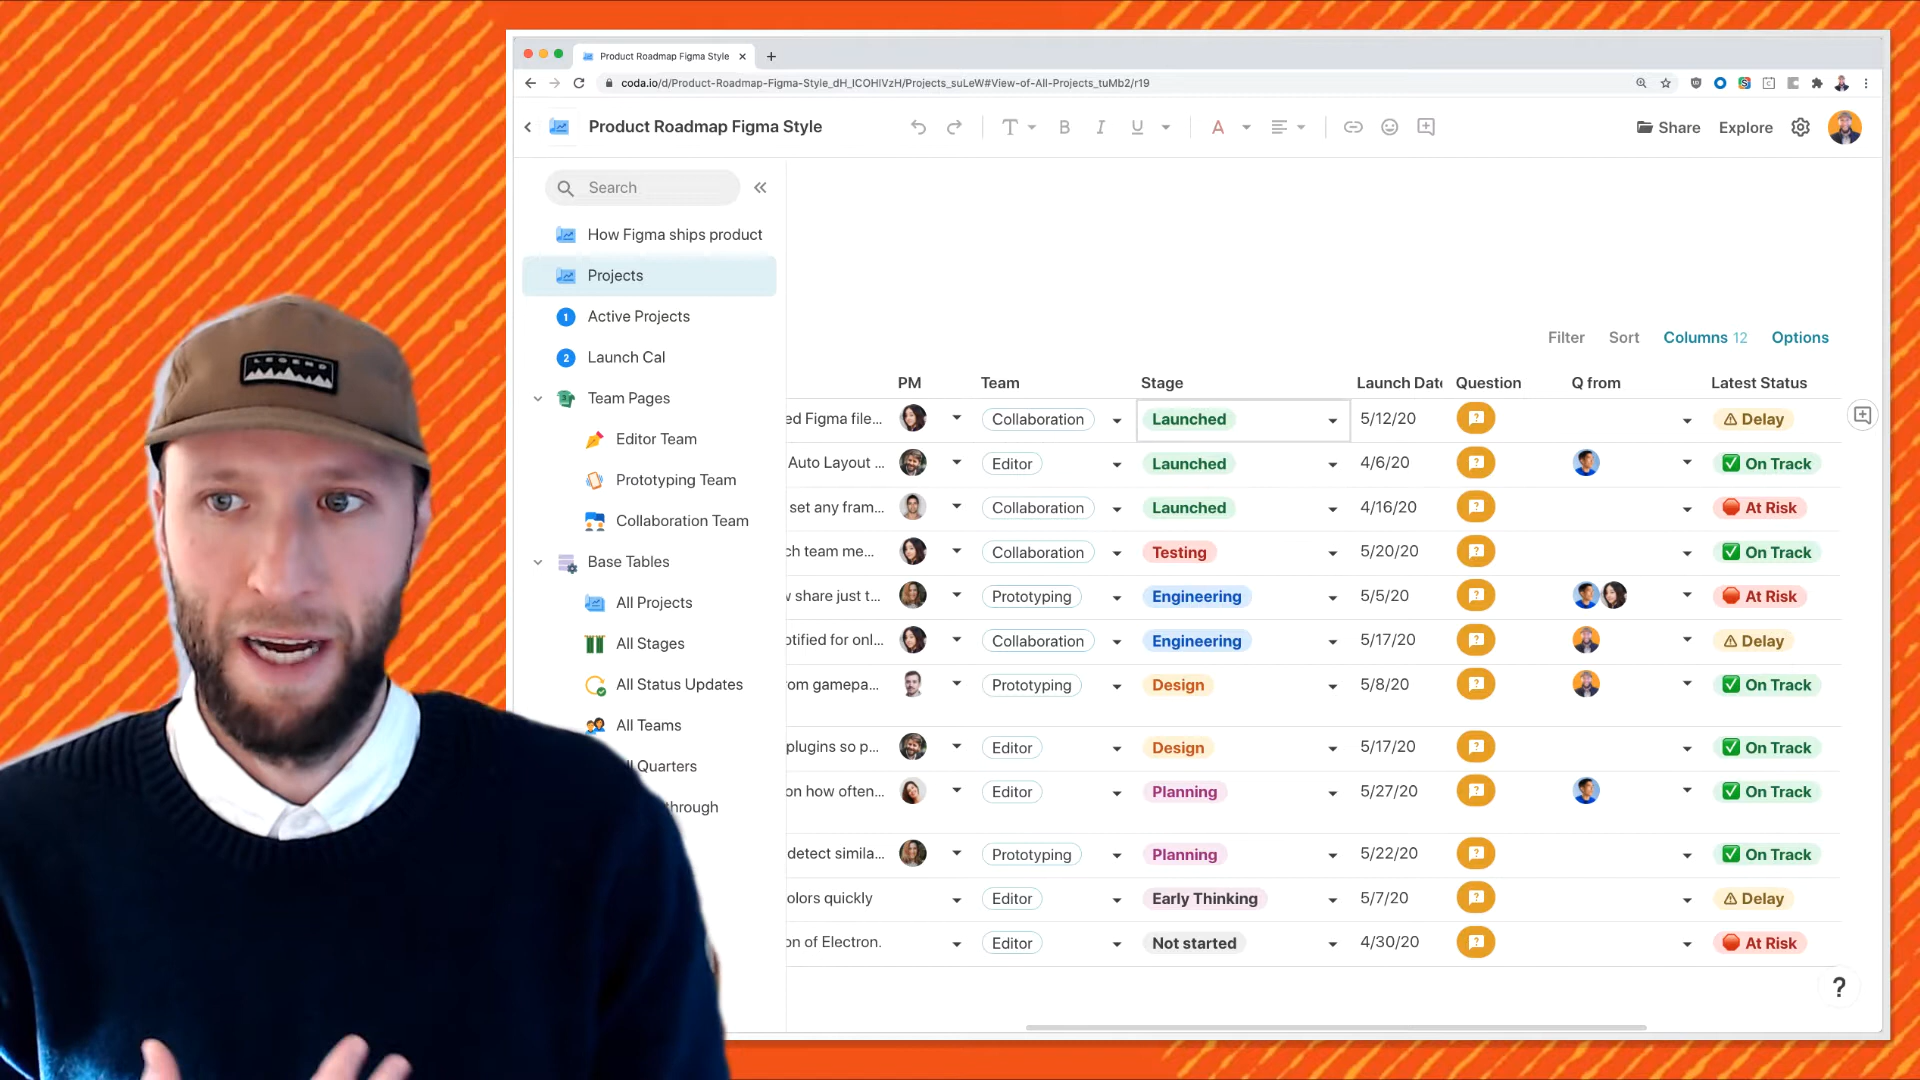 Product Roadmap Figma Style
coda.io/d/Product-Roadmap-Figma-Style_dH_ICOHIVzH/Projects_suLeW#View-of-All-Projects_tuMb2/r19
Product Roadmap Figma Style
T B I U A
Share Explore
Search
How Figma ships product
Projects
1 Active Projects
2 Launch Cal
Team Pages
Editor Team
Prototyping Team
Collaboration Team
Base Tables
All Projects
All Stages
All Status Updates
All Teams
Quarters
through
LEGEND
Filter Sort Columns 12 Options
PM Team Stage Launch Date Question Q from Latest Status
ed Figma file... Collaboration Launched 5/12/20 Delay
Auto Layout ... Editor Launched 4/6/20 On Track
set any fram... Collaboration Launched 4/16/20 At Risk
ch team me... Collaboration Testing 5/20/20 On Track
w share just t... Prototyping Engineering 5/5/20 At Risk
otified for onl... Collaboration Engineering 5/17/20 Delay
om gamepa... Prototyping Design 5/8/20 On Track
plugins so p... Editor Design 5/17/20 On Track
on how often... Editor Planning 5/27/20 On Track
detect simila... Prototyping Planning 5/22/20 On Track
olors quickly Editor Early Thinking 5/7/20 Delay
on of Electron. Editor Not started 4/30/20 At Risk
?